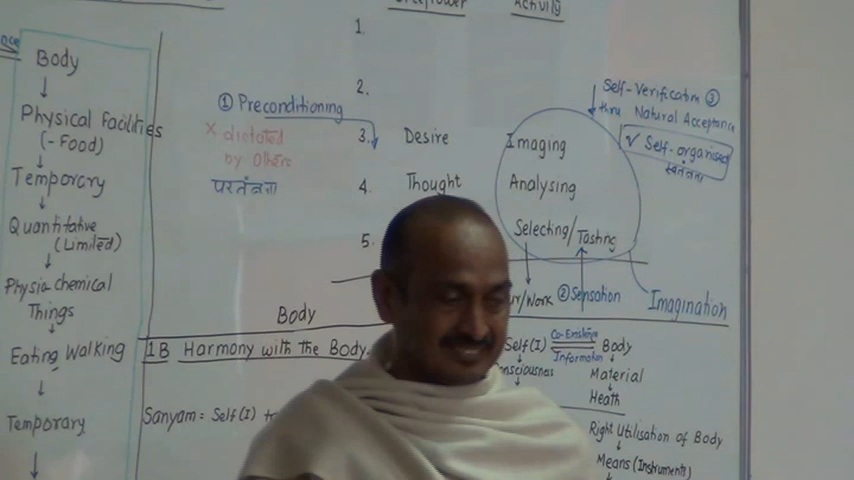 Activity
Body
↓
Physical Facilities
(- Food)
↓
Temporary
↓
Quantitative
(Limited)
↓
Physio-chemical
Things
↓
Eating, Walking
↓
Temporary
↓
1.
2.
① Preconditioning
X dictated
by others
परतंत्रता
3. Desire
4. Thought
5.
Imaging
Analysing
Selecting/Tasting
Self-Verification ③
thru Natural Acceptance
✓ Self-organised
स्वतंत्रता
/Work ② Sensation
Imagination
Body
1B Harmony with the Body.
Sanyam = Self(I)
Self(I) Co-Existence Body
Information
Material
↓
Right Utilisation of Body
↓
Means (Instruments)